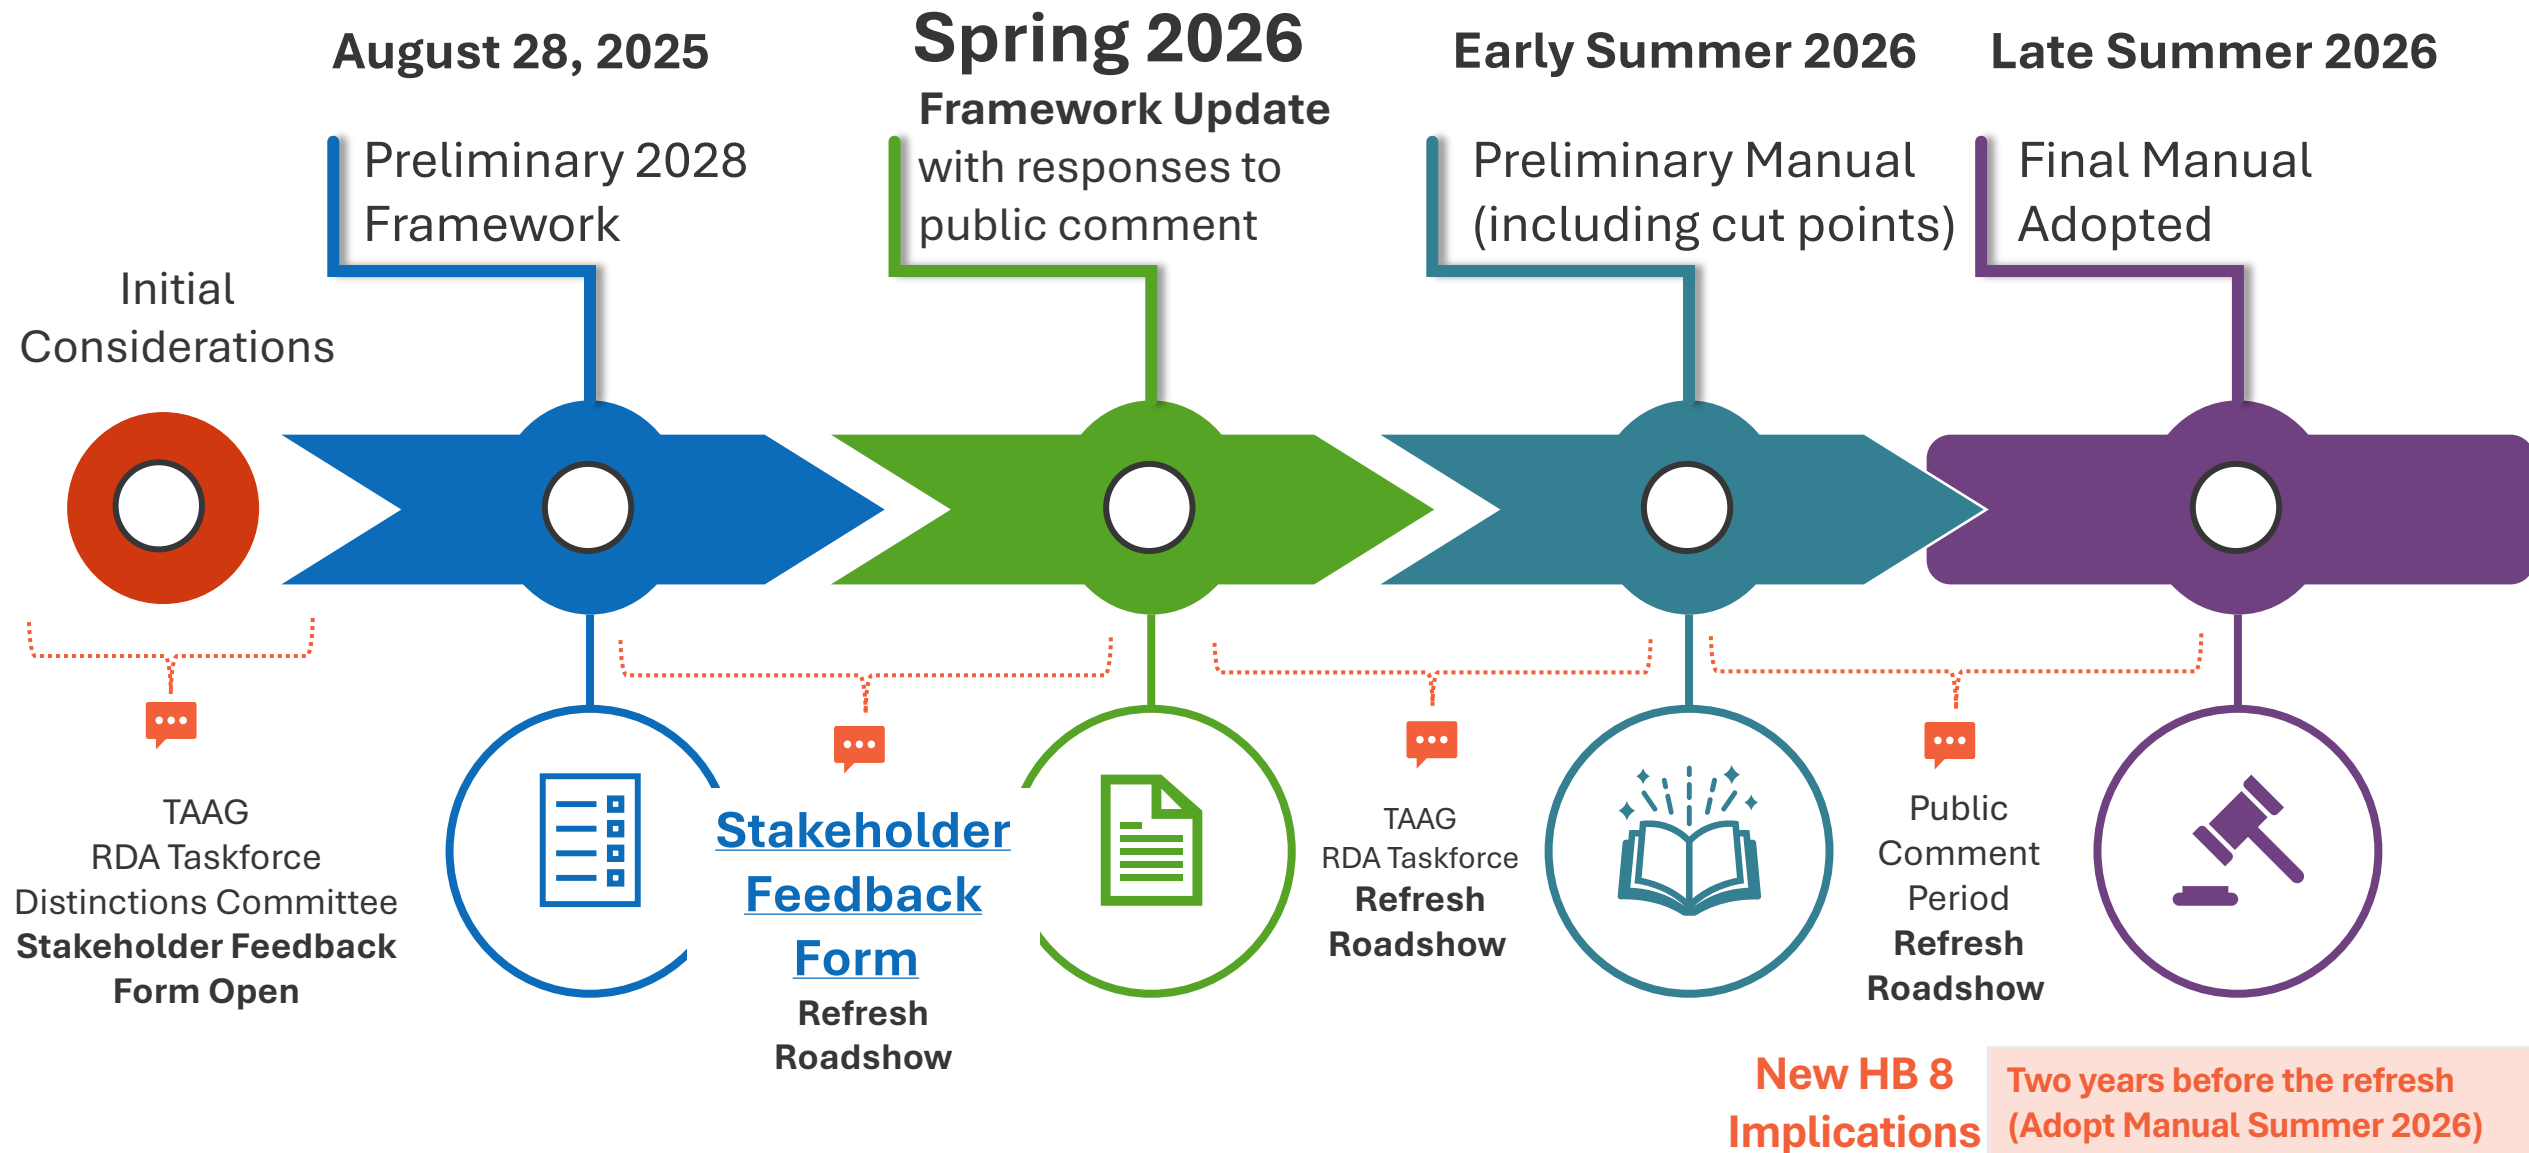 August 28, 2025
Preliminary 2028
Framework
Spring 2026
Framework Update
with responses to
public comment
Early Summer 2026
Preliminary Manual
(including cut points)
Late Summer 2026
Final Manual
Adopted
Initial
Considerations
TAAG
RDA Taskforce
Distinctions Committee
Stakeholder Feedback
Form Open
Stakeholder
Feedback
Form
Refresh
Roadshow
TAAG
RDA Taskforce
Refresh
Roadshow
Public
Comment
Period
Refresh
Roadshow
New HB 8
Implications
Two years before the refresh
(Adopt Manual Summer 2026)